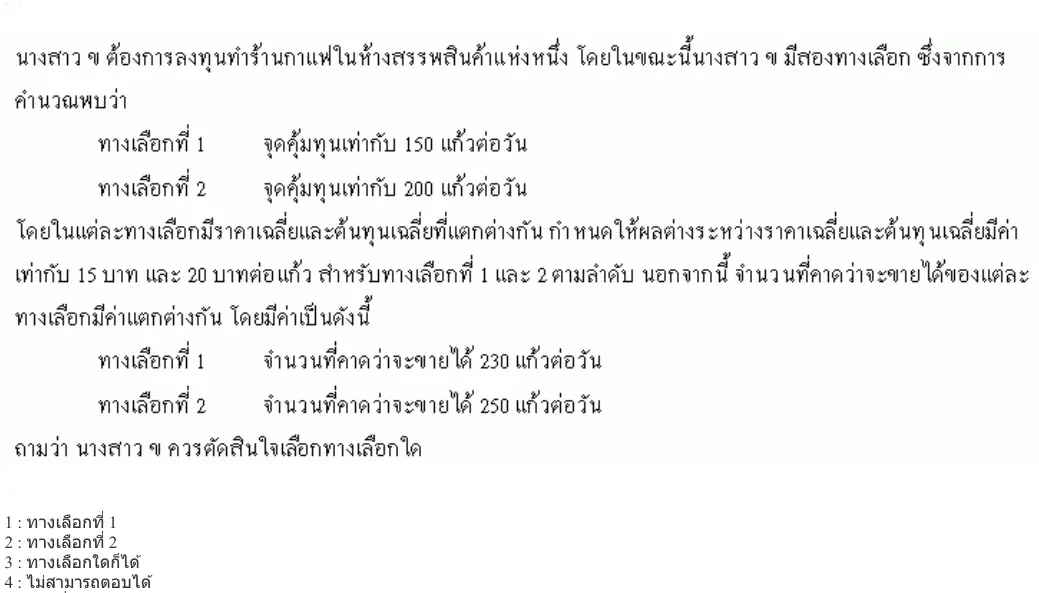 นางสาว ข ต้องการลงทุนทำร้านกาแฟในห้างสรรพสินค้าแห่งหนึ่ง โดยในขณะนี้นางสาว ข มีสองทางเลือก ซึ่งจากการ
คำนวณพบว่า
ทางเลือกที่ 1 จุดคุ้มทุนเท่ากับ 150 แก้วต่อวัน
ทางเลือกที่ 2 จุดคุ้มทุนเท่ากับ 200 แก้วต่อวัน
โดยในแต่ละทางเลือกมีราคาเฉลี่ยและต้นทุนเฉลี่ยที่แตกต่างกัน กำหนดให้ผลต่างระหว่างราคาเฉลี่ยและต้นทุนเฉลี่ยมีค่า
เท่ากับ 15 บาท และ 20 บาทต่อแก้ว สำหรับทางเลือกที่ 1 และ 2 ตามลำดับ นอกจากนี้ จำนวนที่คาดว่าจะขายได้ของแต่ละ
ทางเลือกมีค่าแตกต่างกัน โดยมีค่าเป็นดังนี้
ทางเลือกที่ 1 จำนวนที่คาดว่าจะขายได้ 230 แก้วต่อวัน
ทางเลือกที่ 2 จำนวนที่คาดว่าจะขายได้ 250 แก้วต่อวัน
ถามว่า นางสาว ข ควรตัดสินใจเลือกทางเลือกใด
1 : ทางเลือกที่ 1
2 : ทางเลือกที่ 2
3 : ทางเลือกใดก็ได้
4 : ไม่สามารถตอบได้